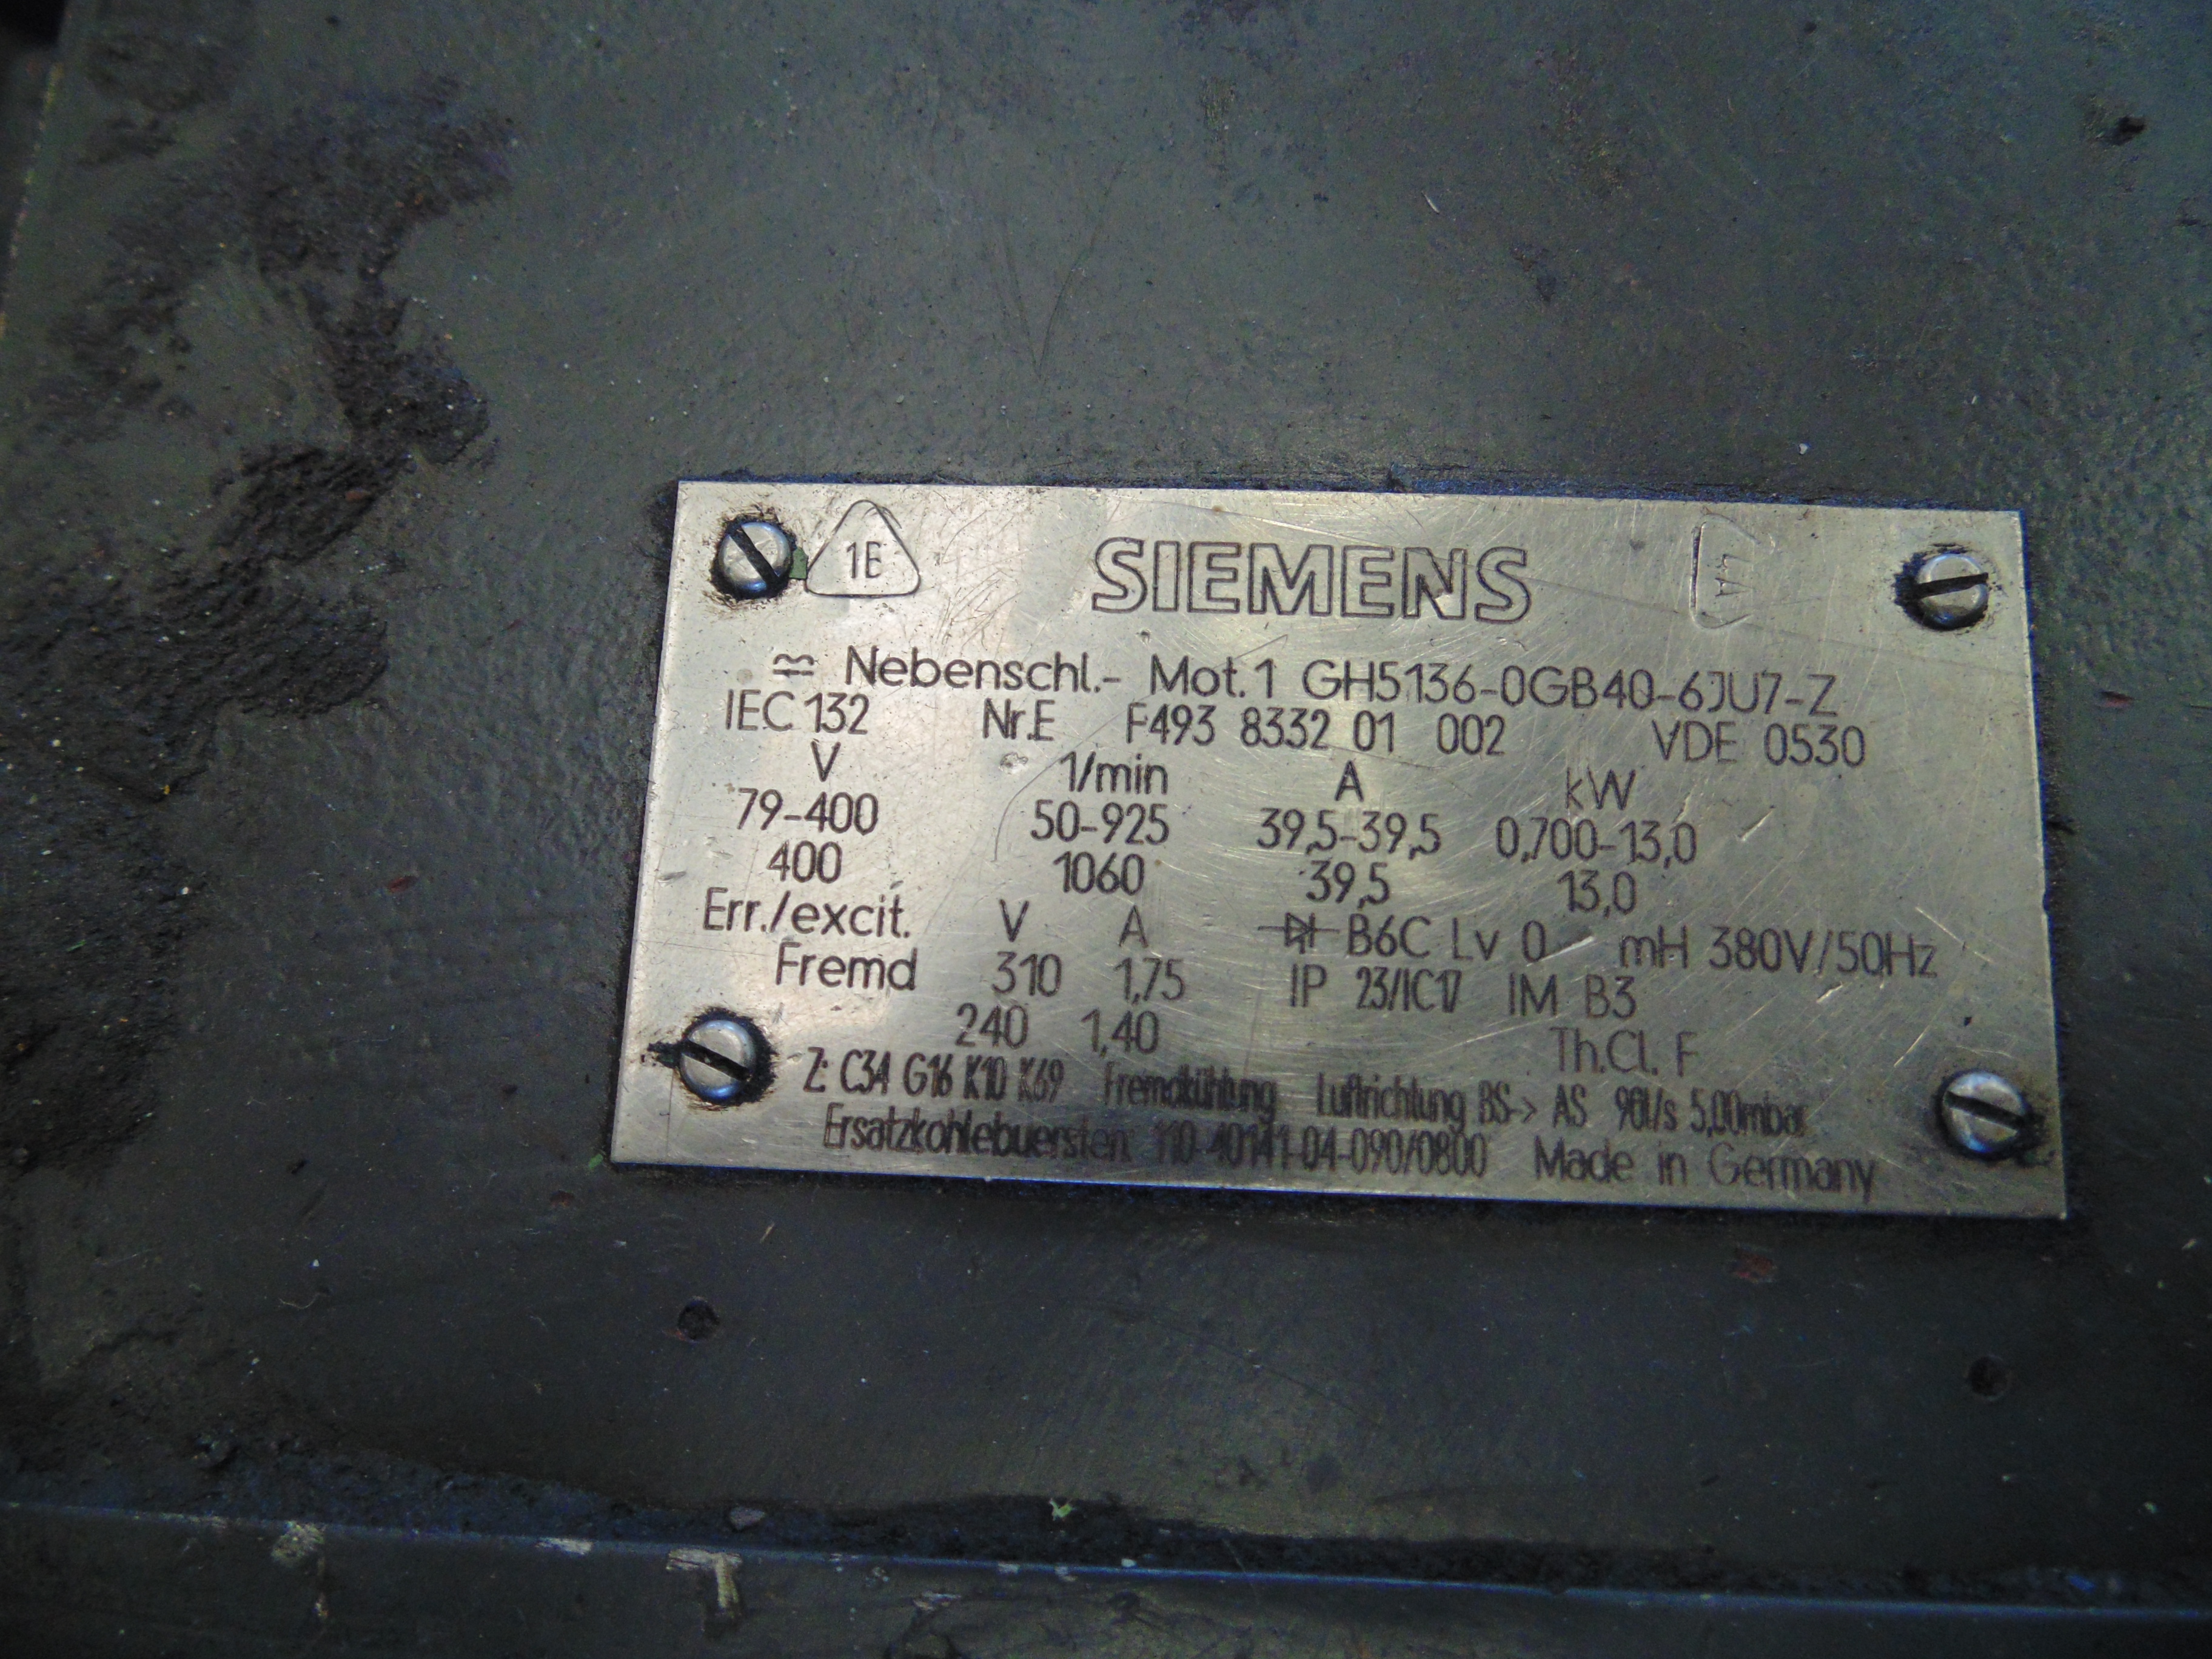 1E SIEMENS
≂ Nebenschl.- Mot.1 GH5136-0GB40-6JU7-Z
IEC 132 Nr.E F493 8332 01 002 VDE 0530
V 1/min A kW
79-400 50-925 39,5-39,5 0,700-13,0
400 1060 39,5 13,0
Err./excit. V A B6C Lv 0 mH 380V/50Hz
Fremd 310 1,75 IP 23/IC17 IM B3
240 1,40 Th.Cl. F
Z: C34 G16 K10 K69 Fremdkühlung Luftrichtung BS-> AS 90l/s 5,00mbar
Ersatzkohlebuersten: 110-40141-04-090/0800 Made in Germany